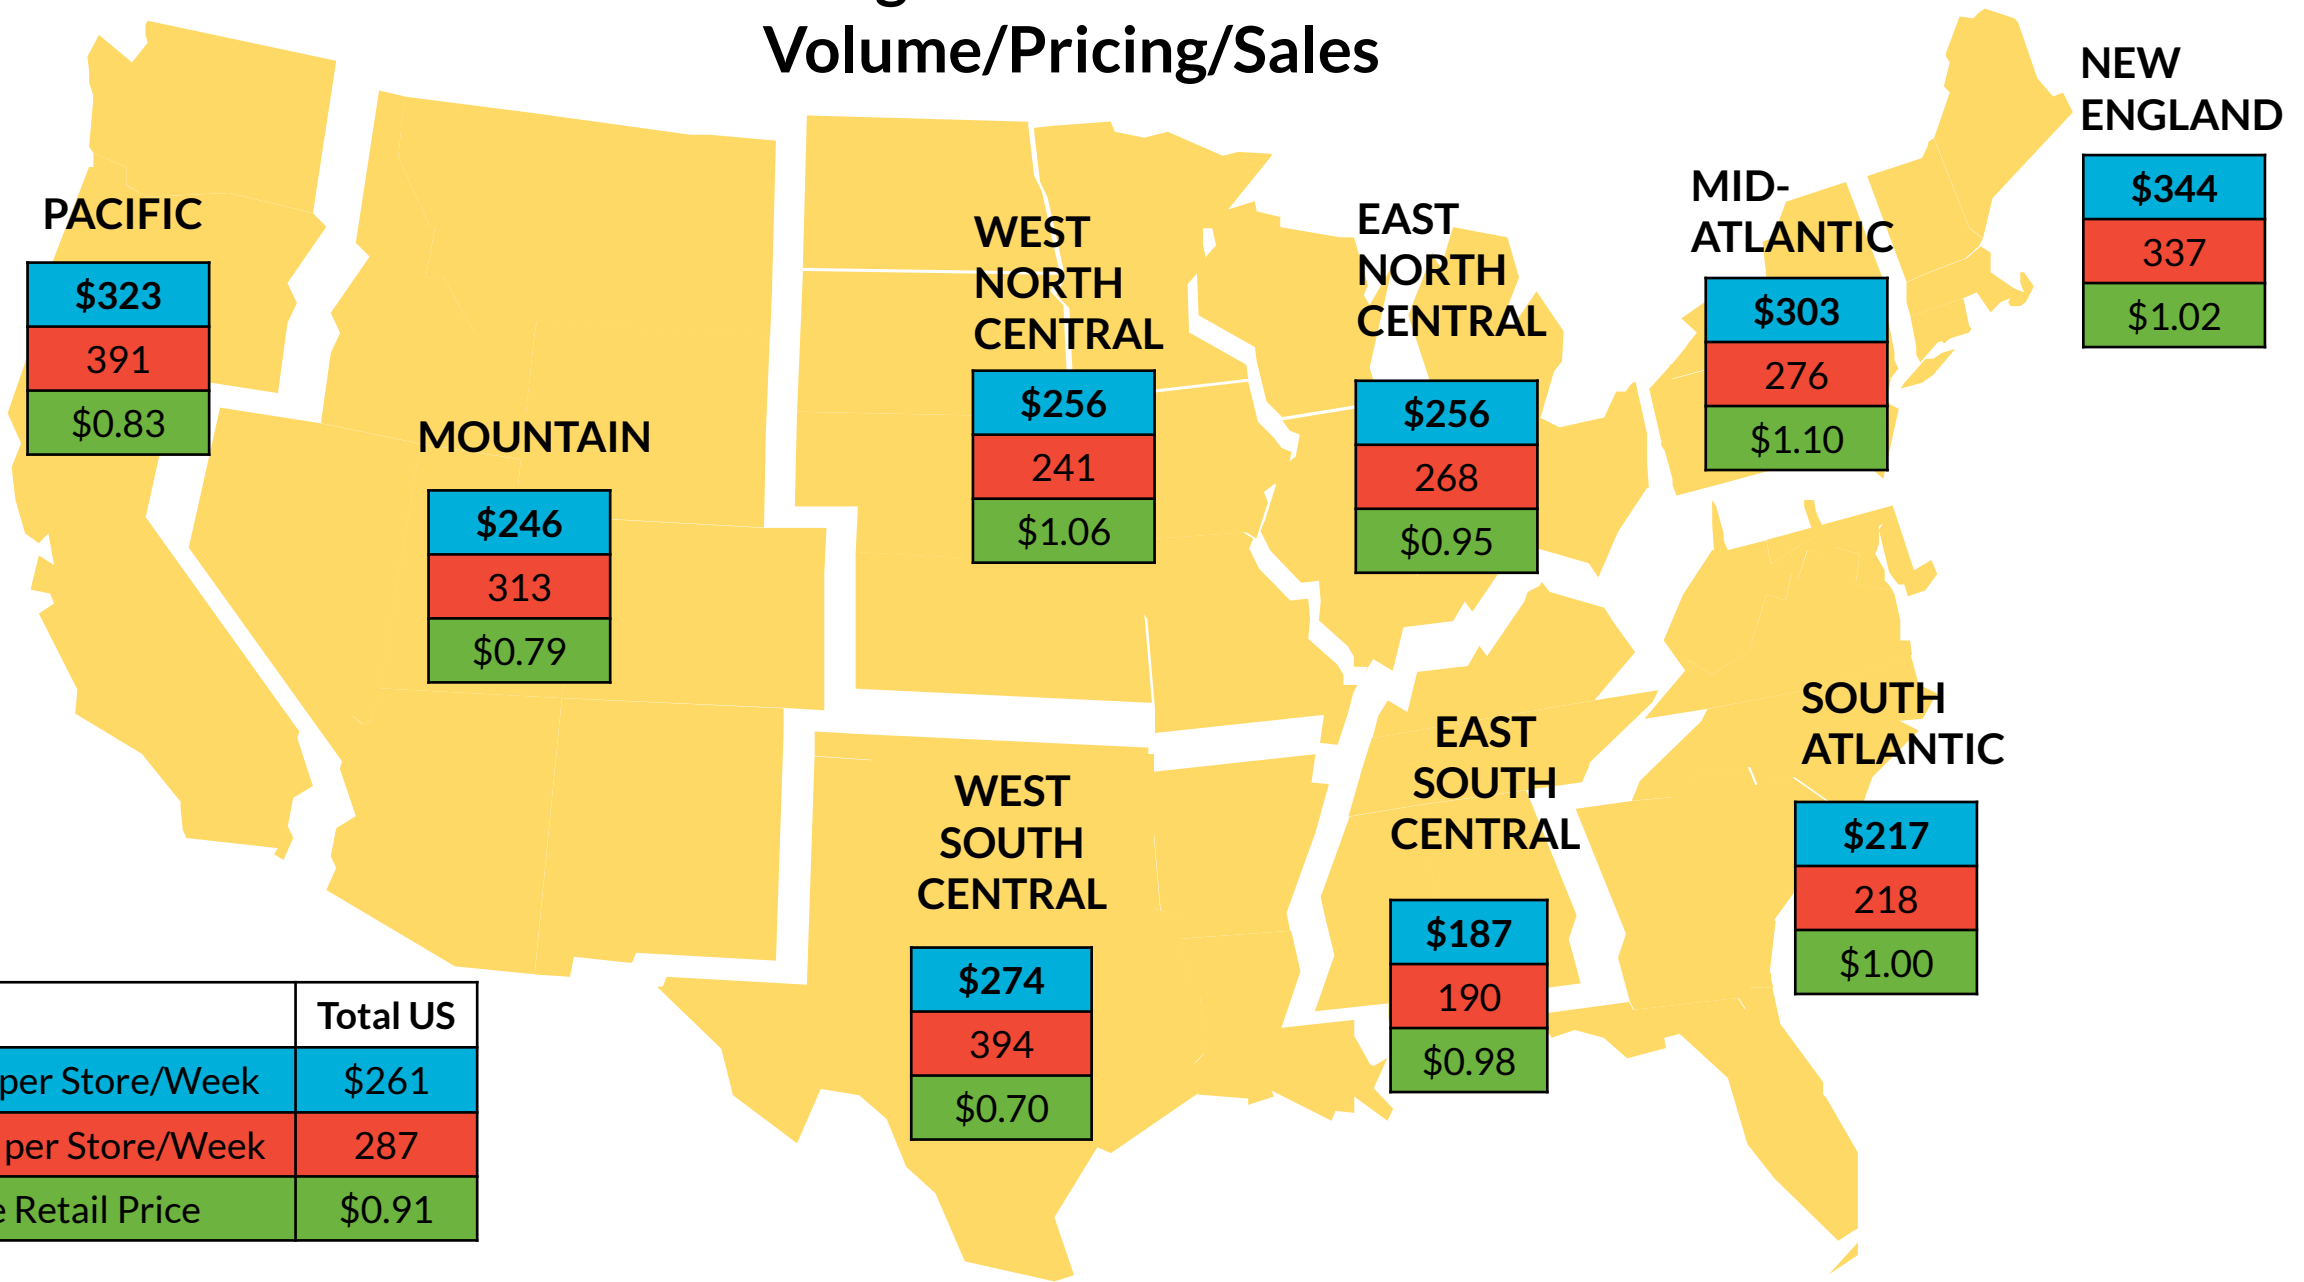 Volume/Pricing/Sales
NEW
ENGLAND
$344
337
$1.02
MID-
ATLANTIC
$303
276
$1.10
PACIFIC
$323
391
$0.83
WEST
NORTH
CENTRAL
$256
241
$1.06
EAST
NORTH
CENTRAL
$256
268
$0.95
MOUNTAIN
$246
313
$0.79
SOUTH
ATLANTIC
$217
218
$1.00
EAST
SOUTH
CENTRAL
$187
190
$0.98
WEST
SOUTH
CENTRAL
$274
394
$0.70
Total US
per Store/Week $261
per Store/Week 287
Retail Price $0.91